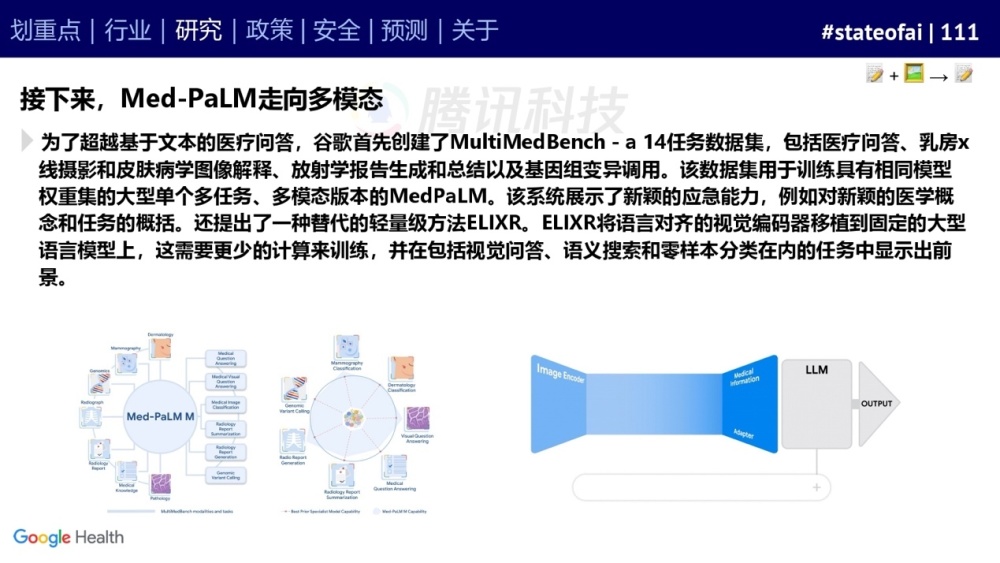 划重点 | 行业 | 研究 | 政策 | 安全 | 预测 | 关于
#stateofai | 111
接下来，Med-PaLM走向多模态
腾讯科技
为了超越基于文本的医疗问答，谷歌首先创建了MultiMedBench - a 14任务数据集，包括医疗问答、乳房x
线摄影和皮肤病学图像解释、放射学报告生成和总结以及基因组变异调用。该数据集用于训练具有相同模型
权重集的大型单个多任务、多模态版本的MedPaLM。该系统展示了新颖的应急能力，例如对新颖的医学概
念和任务的概括。还提出了一种替代的轻量级方法ELIXR。ELIXR将语言对齐的视觉编码器移植到固定的大型
语言模型上，这需要更少的计算来训练，并在包括视觉问答、语义搜索和零样本分类在内的任务中显示出前
景。
Dermatology
Mammography
Genomics
Radiograph
Radiology
Report
Medical
Knowledge
Pathology
Med-PaLM M
Medical
Question
Answering
Medical Visual
Question
Answering
Medical Image
Classification
Radiology
Report
Summarization
Radiology
Report
Generation
Genomic
Variant Calling
MultiMedBench modalities and tasks
Mammography
Classification
Dermatology
Classification
Genomic
Variant Calling
Visual Question
Answering
Radio Report
Generation
Medical
Question Answering
Radiology Report
Summarization
Best Prior Specialist Model Capability
Med PaLM M Capability
Image Encoder
Medical
Information
Adapter
LLM
OUTPUT
+
Google Health